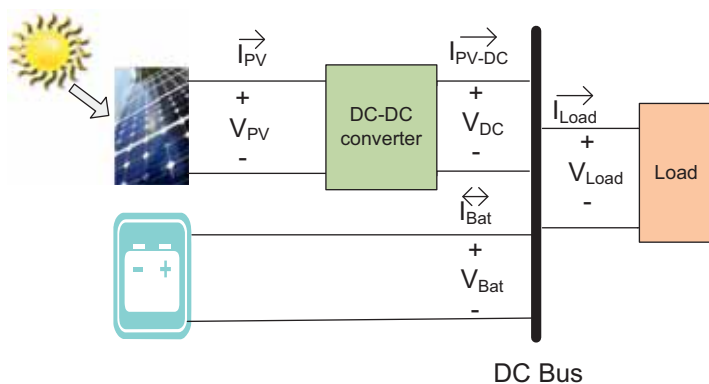 I_PV
I_PV-DC
+
V_PV
-
DC-DC
converter
+
V_DC
-
I_Load
+
V_Load
-
Load
I_Bat
- +
+
V_Bat
-
DC Bus